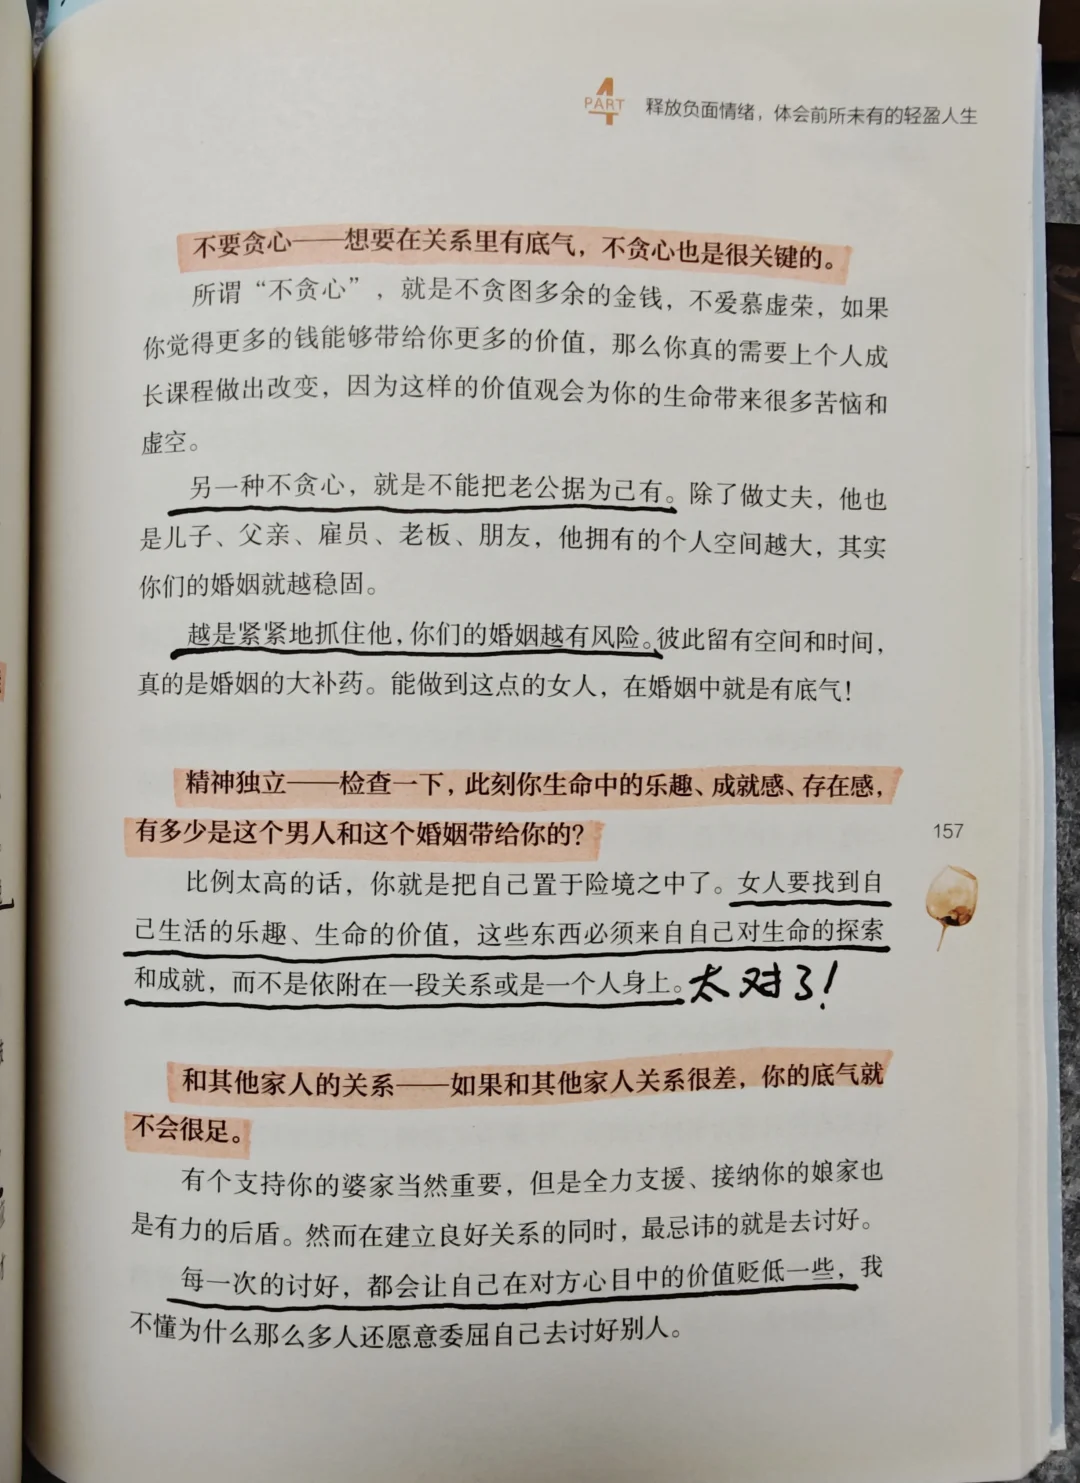 PART 4 释放负面情绪，体会前所未有的轻盈人生
不要贪心——想要在关系里有底气，不贪心也是很关键的。
所谓“不贪心”，就是不贪图多余的金钱，不爱慕虚荣，如果
你觉得更多的钱能够带给你更多的价值，那么你真的需要上个人成
长课程做出改变，因为这样的价值观会为你的生命带来很多苦恼和
虚空。
另一种不贪心，就是不能把老公据为己有。除了做丈夫，他也
是儿子、父亲、雇员、老板、朋友，他拥有的个人空间越大，其实
你们的婚姻就越稳固。
越是紧紧地抓住他，你们的婚姻越有风险。彼此留有空间和时间，
真的是婚姻的大补药。能做到这点的女人，在婚姻中就是有底气！
精神独立——检查一下，此刻你生命中的乐趣、成就感、存在感，
有多少是这个男人和这个婚姻带给你的？
157
比例太高的话，你就是把自己置于险境之中了。女人要找到自
己生活的乐趣、生命的价值，这些东西必须来自自己对生命的探索
和成就，而不是依附在一段关系或是一个人身上。太对了！
和其他家人的关系——如果和其他家人关系很差，你的底气就
不会很足。
有个支持你的婆家当然重要，但是全力支援、接纳你的娘家也
是有力的后盾。然而在建立良好关系的同时，最忌讳的就是去讨好。
每一次的讨好，都会让自己在对方心目中的价值贬低一些，我
不懂为什么那么多人还愿意委屈自己去讨好别人。